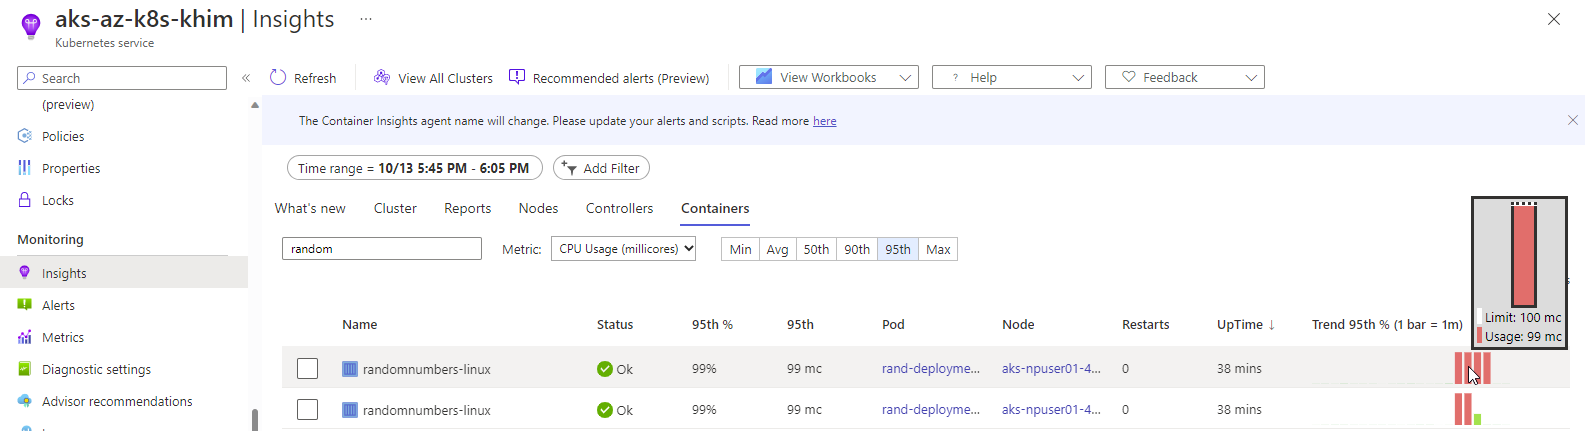 aks-az-k8s-khim | Insights ...
Kubernetes service
Search
Refresh
View All Clusters
Recommended alerts (Preview)
View Workbooks
? Help
Feedback
(preview)
Policies
Properties
Locks
Monitoring
Insights
Alerts
Metrics
Diagnostic settings
Advisor recommendations
The Container Insights agent name will change. Please update your alerts and scripts. Read more here
Time range = 10/13 5:45 PM - 6:05 PM
Add Filter
What's new Cluster Reports Nodes Controllers Containers
random
Metric: CPU Usage (millicores)
Min Avg 50th 90th 95th Max
Name Status 95th % 95th Pod Node Restarts UpTime ↓ Trend 95th % (1 bar = 1m)
randomnumbers-linux Ok 99% 99 mc rand-deployme... aks-npuser01-4... 0 38 mins
randomnumbers-linux Ok 99% 99 mc rand-deployme... aks-npuser01-4... 0 38 mins
Limit: 100 mc
Usage: 99 mc